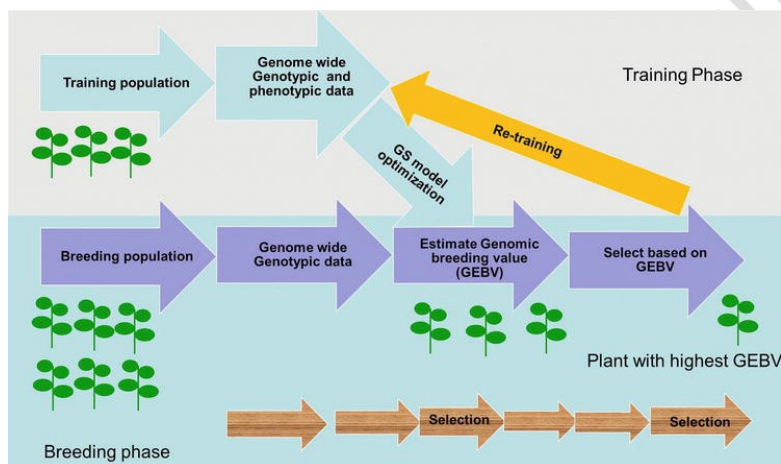 Training population
Genome wide
Genotypic and
phenotypic data
Training Phase
Re-training
GS model
optimization
Breeding population
Genome wide
Genotypic data
Estimate Genomic
breeding value
(GEBV)
Select based on
GEBV
Plant with highest GEBV
Selection
Selection
Breeding phase